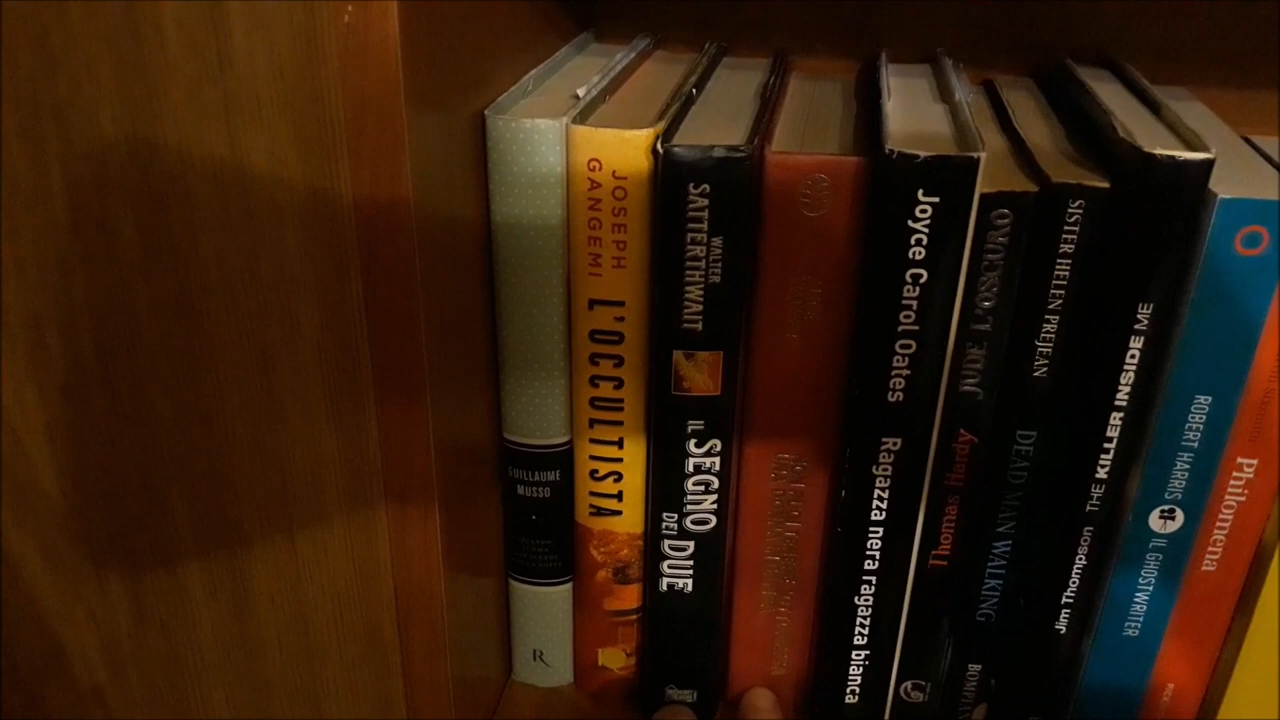 GUILLAUME
MUSSO
R
JOSEPH
GANGEMI
L'OCCULTISTA
WALTER
SATTERTHWAIT
IL SEGNO
DEI DUE
Joyce Carol Oates Ragazza nera ragazza bianca
Thomas Hardy JUDE L'OSCURO
SISTER HELEN PREJEAN DEAD MAN WALKING
Jim Thompson THE KILLER INSIDE ME
ROBERT HARRIS IL GHOSTWRITER
Philomena